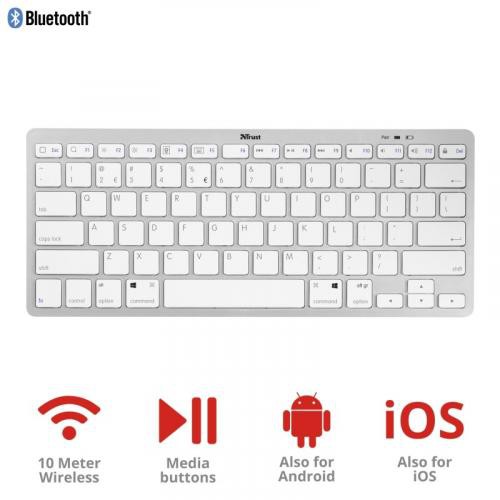 Bluetooth®
Trust
Pair
Esc F1 F2 F3 F4 F5 F6 F7 F8 F9 F10 F11 F12 Del
tab Q W E R T Y U I O P
caps lock A S D F G H J K L
shift Z X C V B N M shift
fn control alt option command command alt gr option
10 Meter Wireless
Media buttons
Also for Android
iOS
Also for iOS